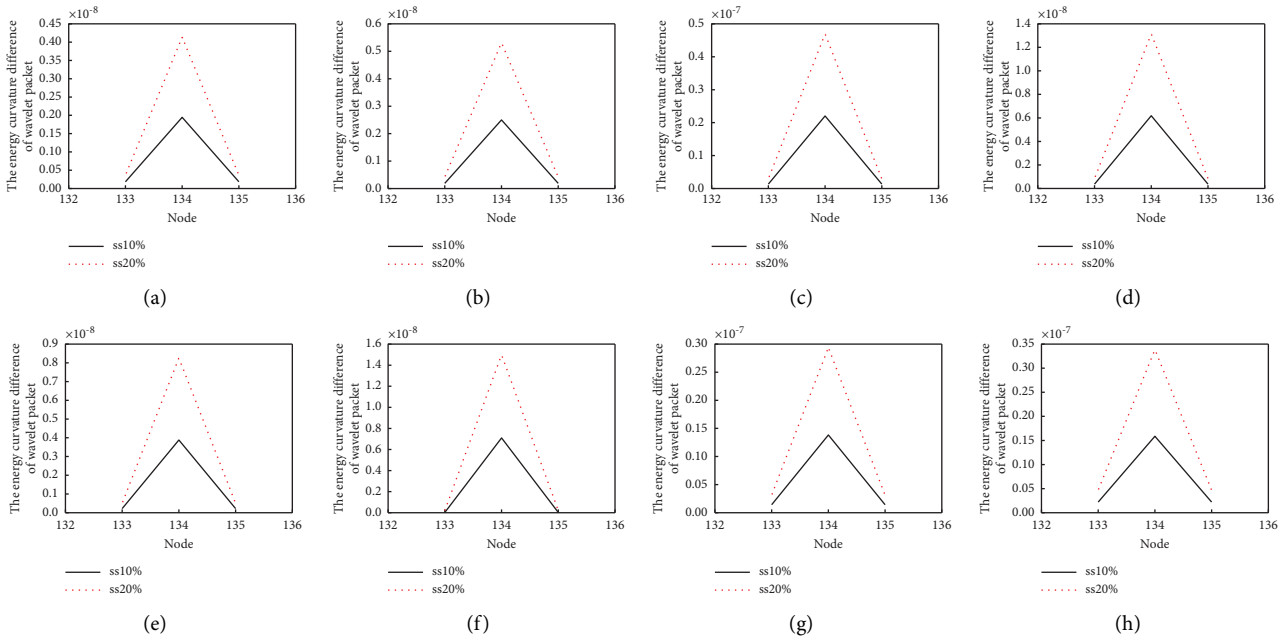 ×10^-8
The energy curvature difference
of wavelet packet
0.45
0.40
0.35
0.30
0.25
0.20
0.15
0.10
0.05
0.00
132 133 134 135 136
Node
ss10%
ss20%
(a)
×10^-8
The energy curvature difference
of wavelet packet
0.6
0.5
0.4
0.3
0.2
0.1
0.0
132 133 134 135 136
Node
ss10%
ss20%
(b)
×10^-7
The energy curvature difference
of wavelet packet
0.5
0.4
0.3
0.2
0.1
0.0
132 133 134 135 136
Node
ss10%
ss20%
(c)
×10^-8
The energy curvature difference
of wavelet packet
1.4
1.2
1.0
0.8
0.6
0.4
0.2
0.0
132 133 134 135 136
Node
ss10%
ss20%
(d)
×10^-8
The energy curvature difference
of wavelet packet
0.9
0.8
0.7
0.6
0.5
0.4
0.3
0.2
0.1
0.0
132 133 134 135 136
Node
ss10%
ss20%
(e)
×10^-8
The energy curvature difference
of wavelet packet
1.6
1.4
1.2
1.0
0.8
0.6
0.4
0.2
0.0
132 133 134 135 136
Node
ss10%
ss20%
(f)
×10^-7
The energy curvature difference
of wavelet packet
0.30
0.25
0.20
0.15
0.10
0.05
0.00
132 133 134 135 136
Node
ss10%
ss20%
(g)
×10^-7
The energy curvature difference
of wavelet packet
0.35
0.30
0.25
0.20
0.15
0.10
0.05
0.00
132 133 134 135 136
Node
ss10%
ss20%
(h)